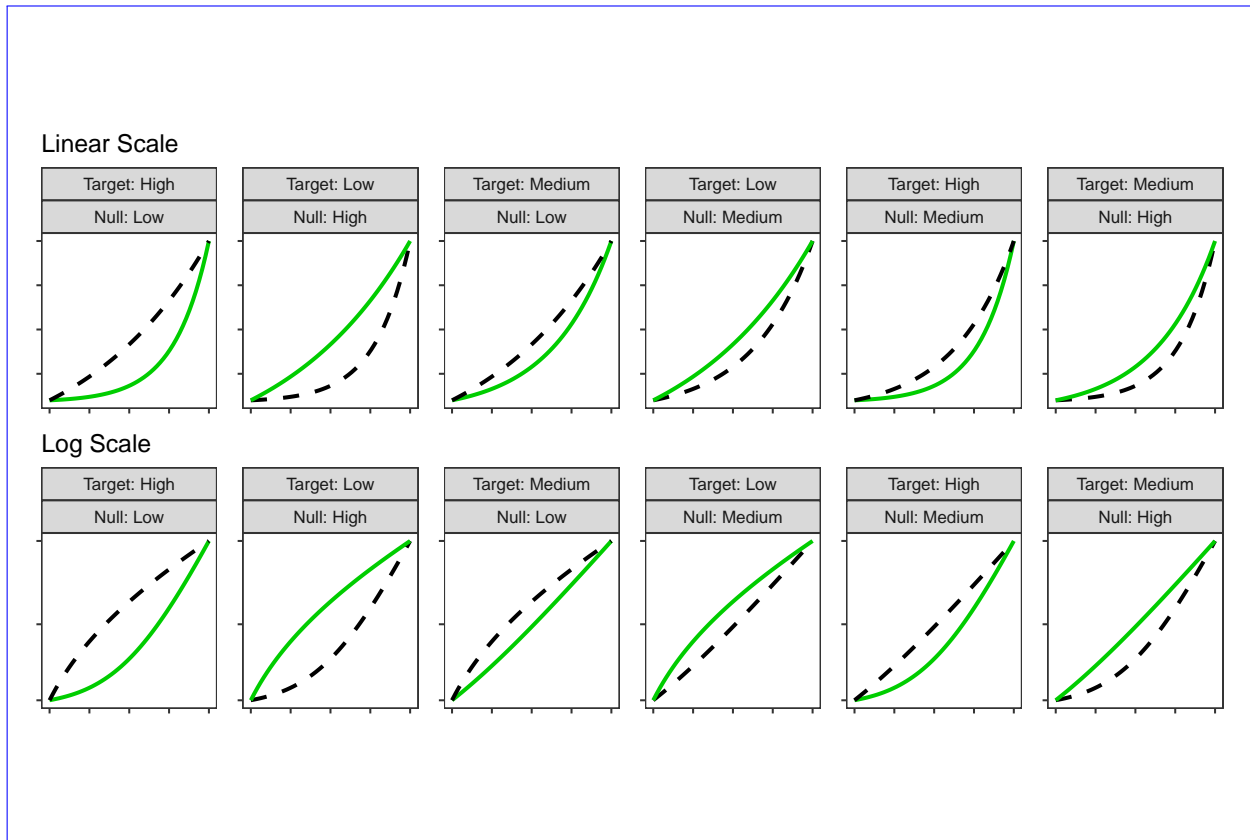 Linear Scale
Target: High Target: Low Target: Medium Target: Low Target: High Target: Medium
Null: Low Null: High Null: Low Null: Medium Null: Medium Null: High
Log Scale
Target: High Target: Low Target: Medium Target: Low Target: High Target: Medium
Null: Low Null: High Null: Low Null: Medium Null: Medium Null: High